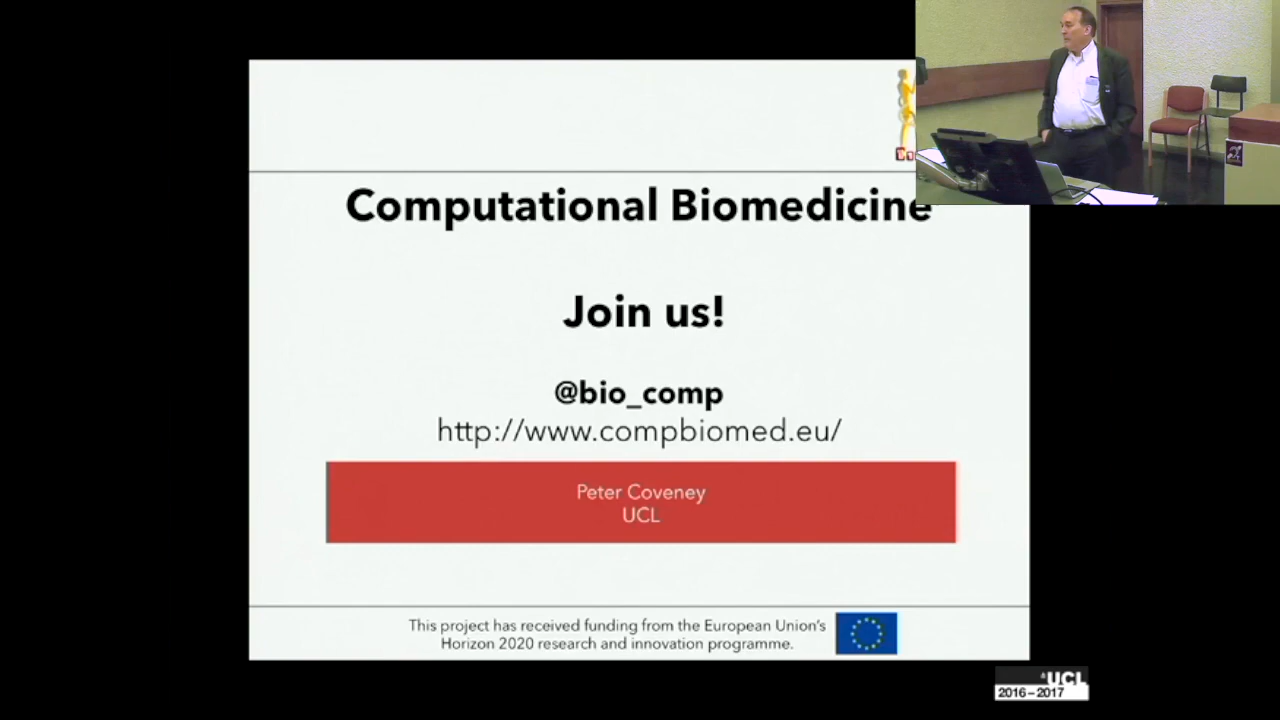 Computational Biomedicine
Join us!
@bio_comp
http://www.compbiomed.eu/
Peter Coveney
UCL
This project has received funding from the European Union's
Horizon 2020 research and innovation programme.
UCL
2016–2017